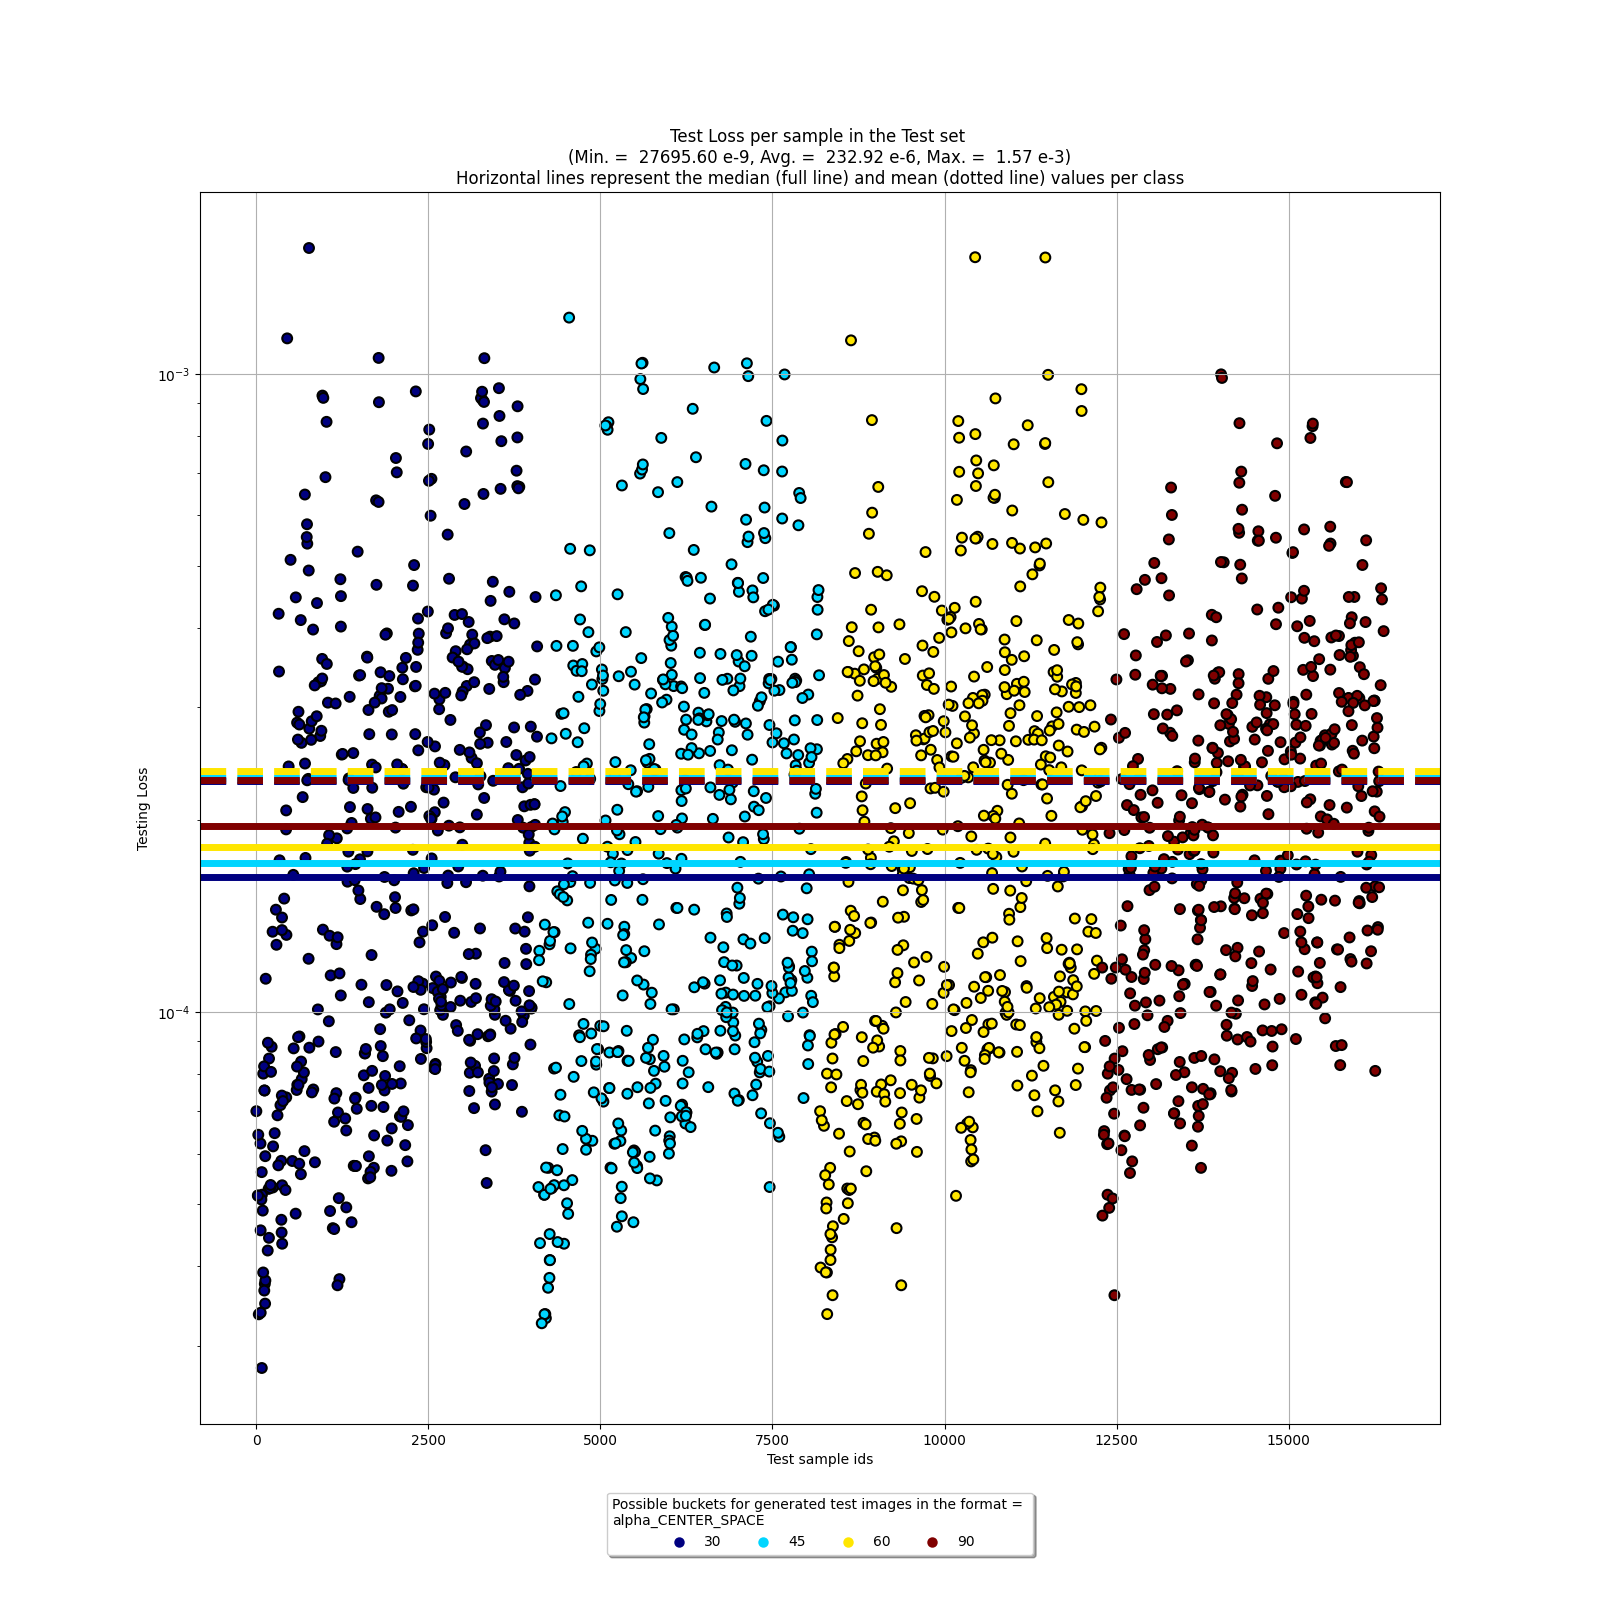 Test Loss per sample in the Test set
(Min. = 27695.60 e-9, Avg. = 232.92 e-6, Max. = 1.57 e-3)
Horizontal lines represent the median (full line) and mean (dotted line) values per class
10⁻³
10⁻⁴
Testing Loss
0 2500 5000 7500 10000 12500 15000
Test sample ids
Possible buckets for generated test images in the format =
alpha_CENTER_SPACE
30 45 60 90